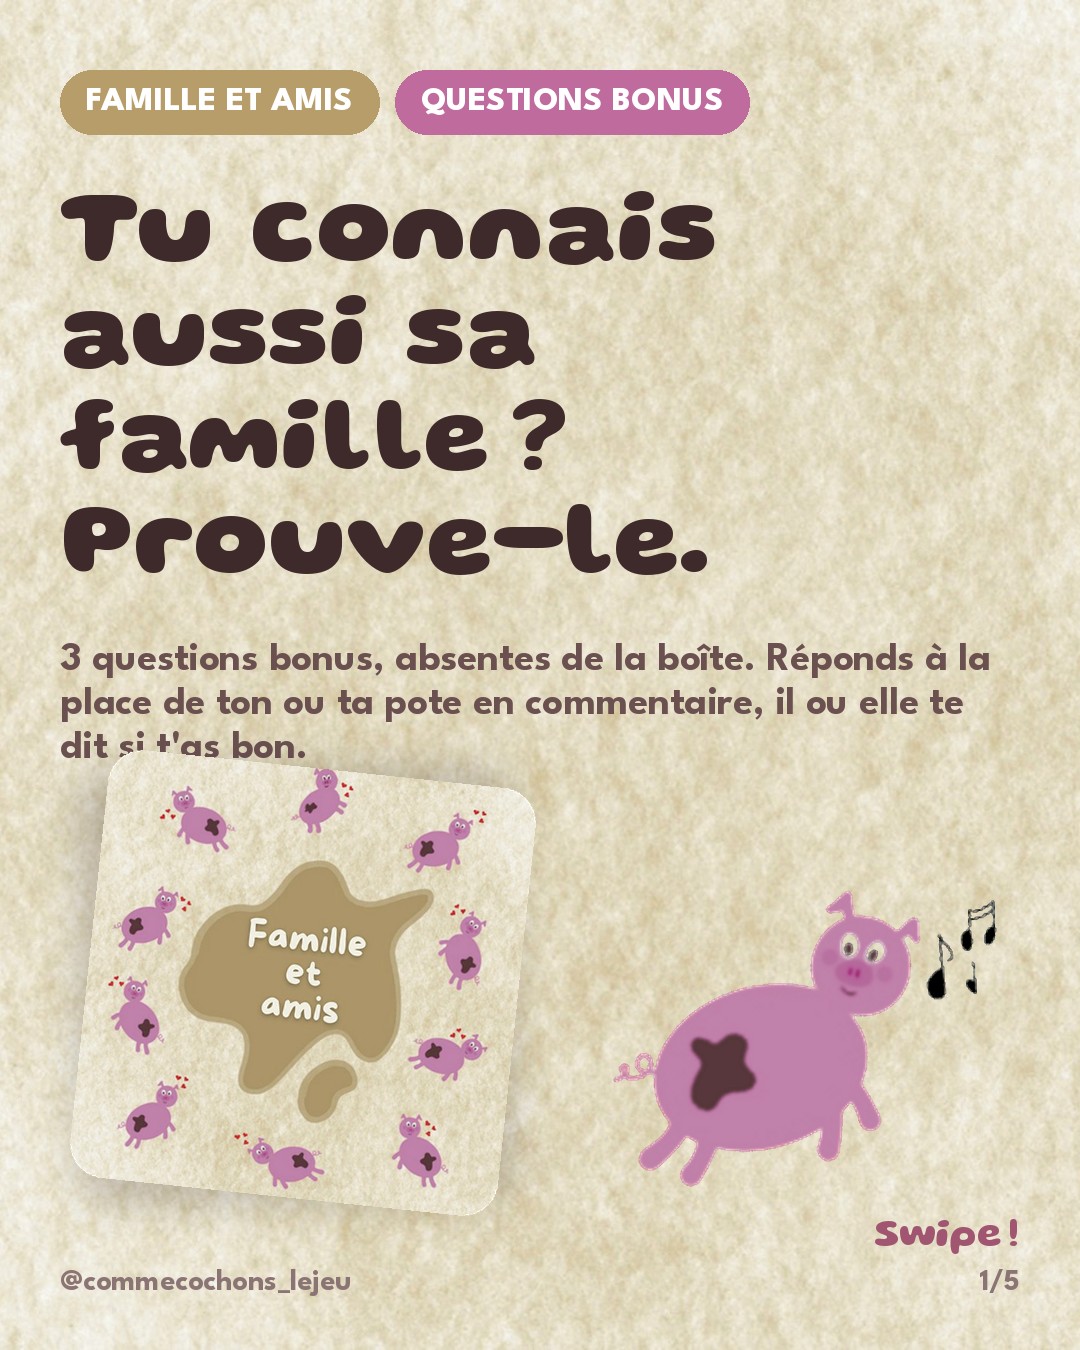 FAMILLE ET AMIS
QUESTIONS BONUS
Tu connais
aussi sa
famille ?
Prouve-le.
3 questions bonus, absentes de la boîte. Réponds à la
place de ton ou ta pote en commentaire, il ou elle te
dit si t'as bon.
Famille
et
amis
Swipe !
@commecochons_lejeu
1/5